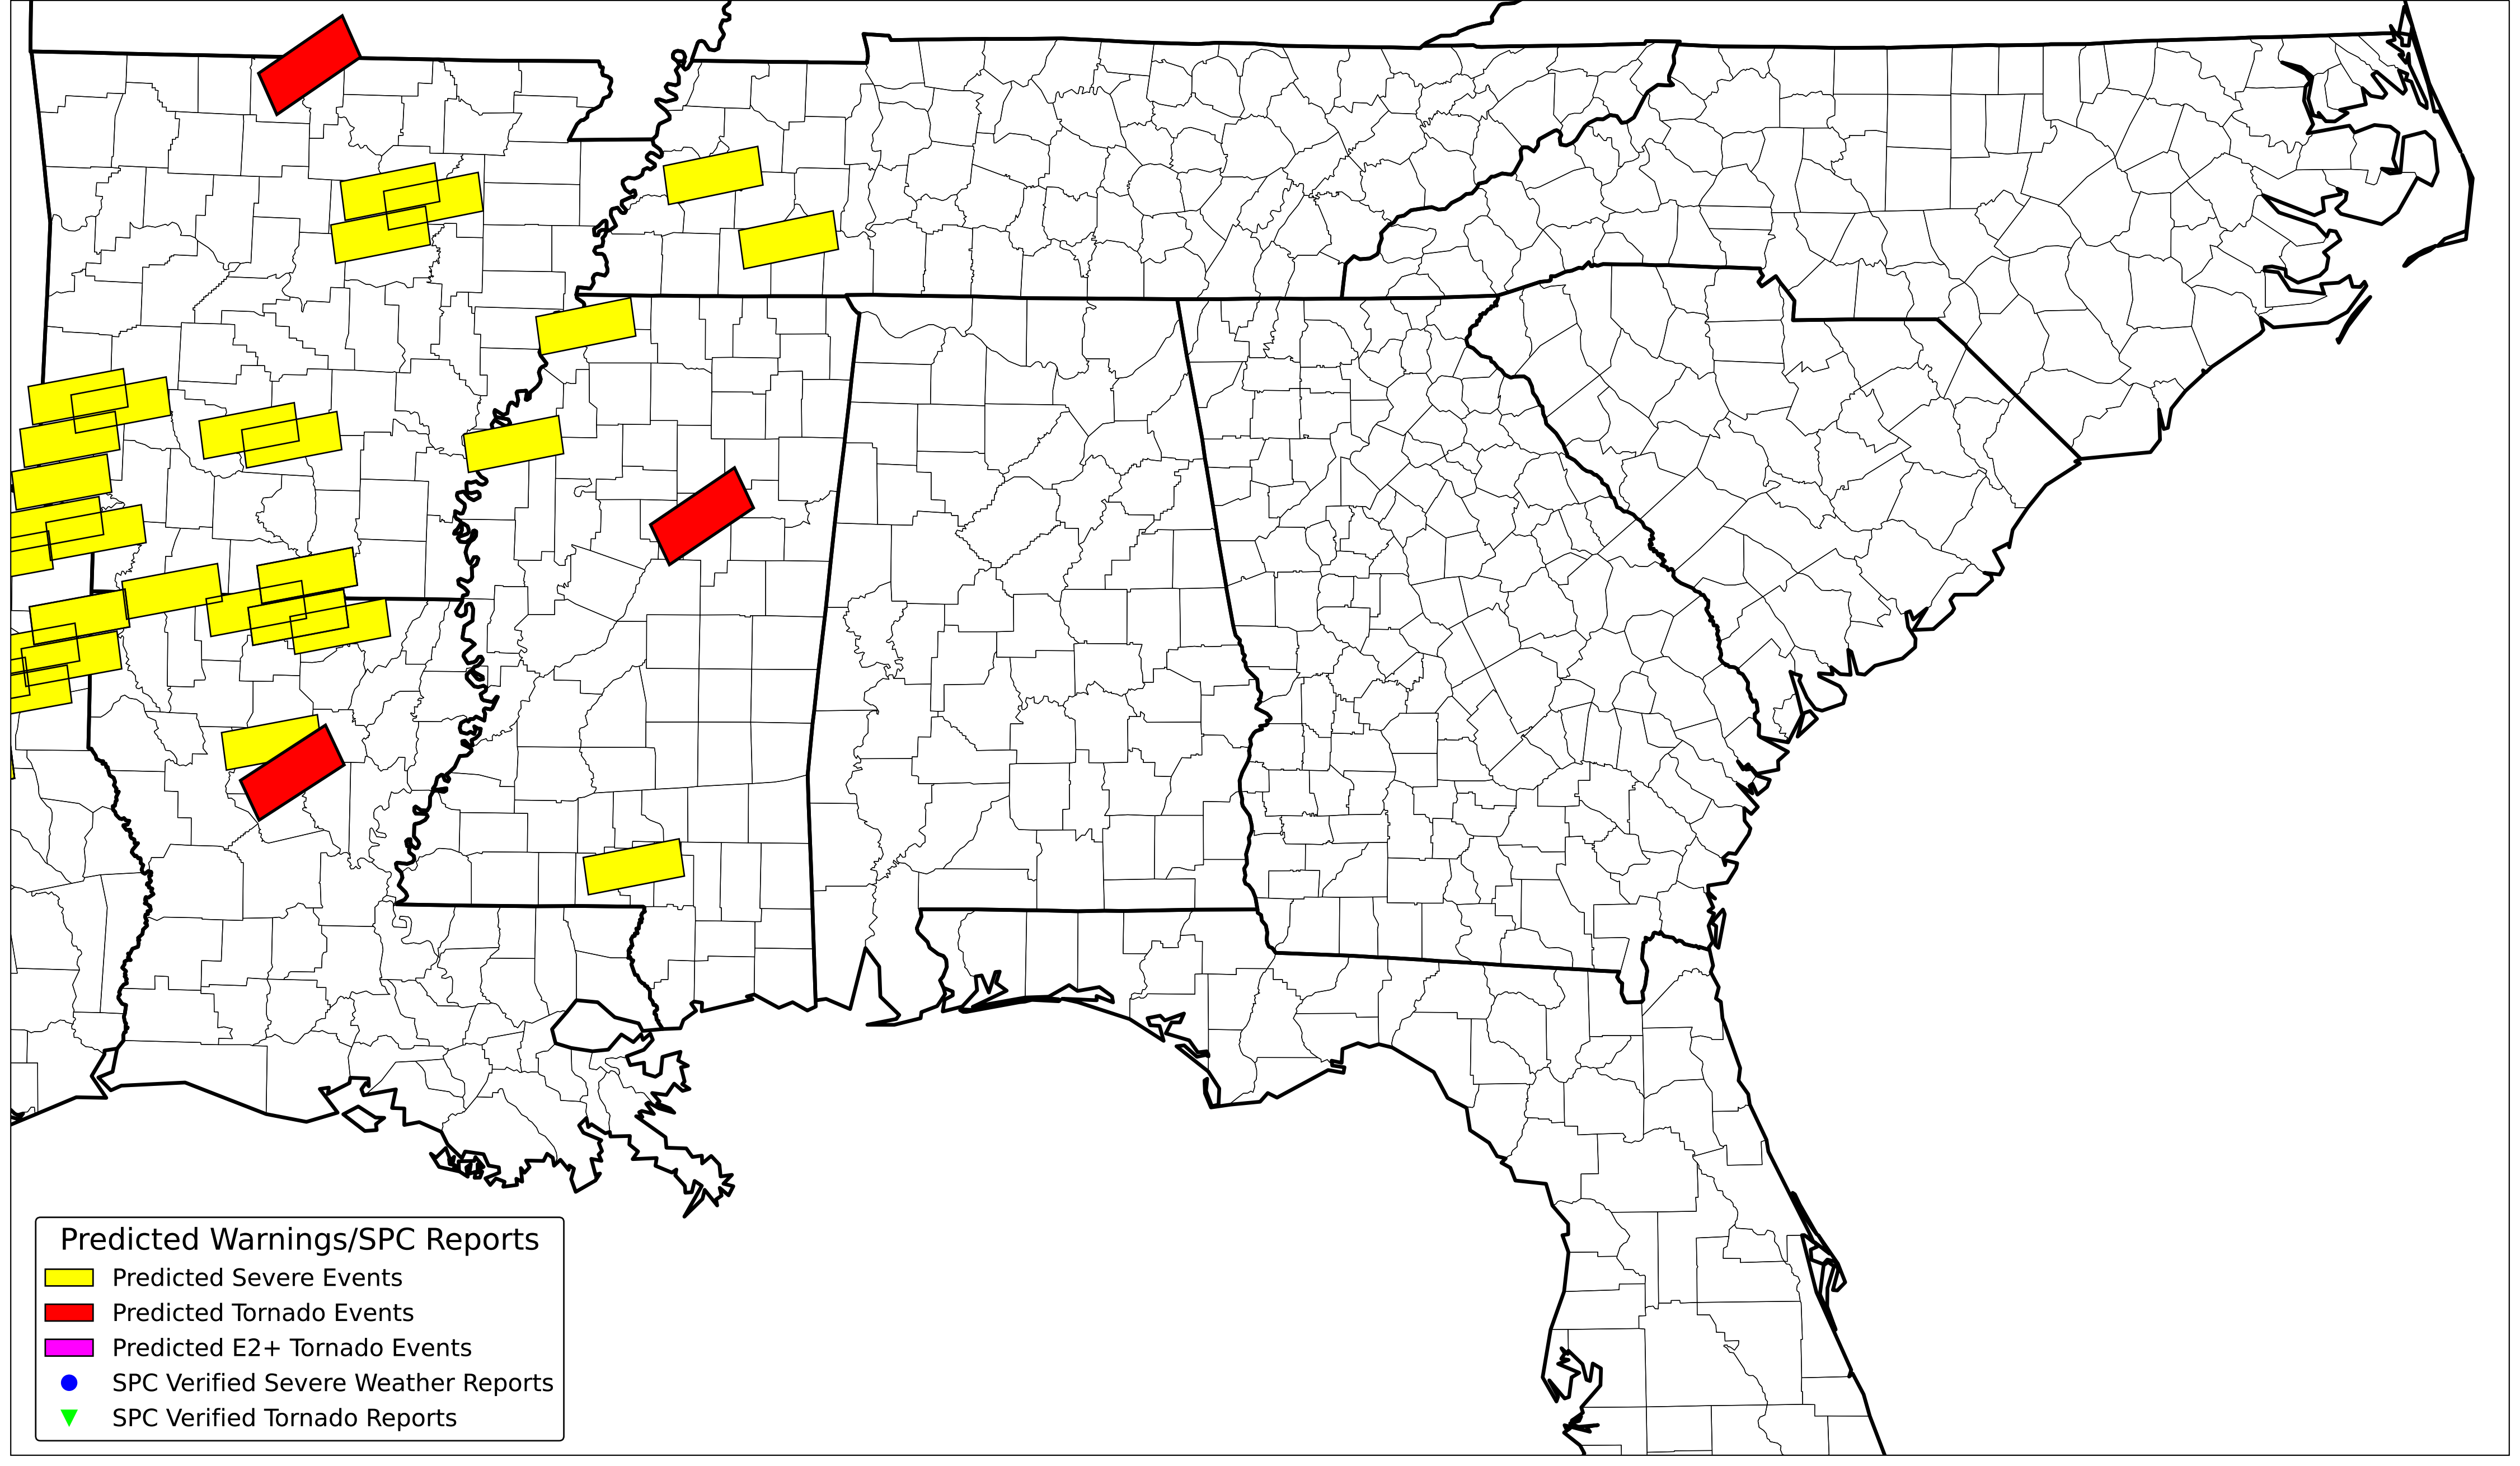 Predicted Warnings/SPC Reports
Predicted Severe Events
Predicted Tornado Events
Predicted E2+ Tornado Events
SPC Verified Severe Weather Reports
SPC Verified Tornado Reports